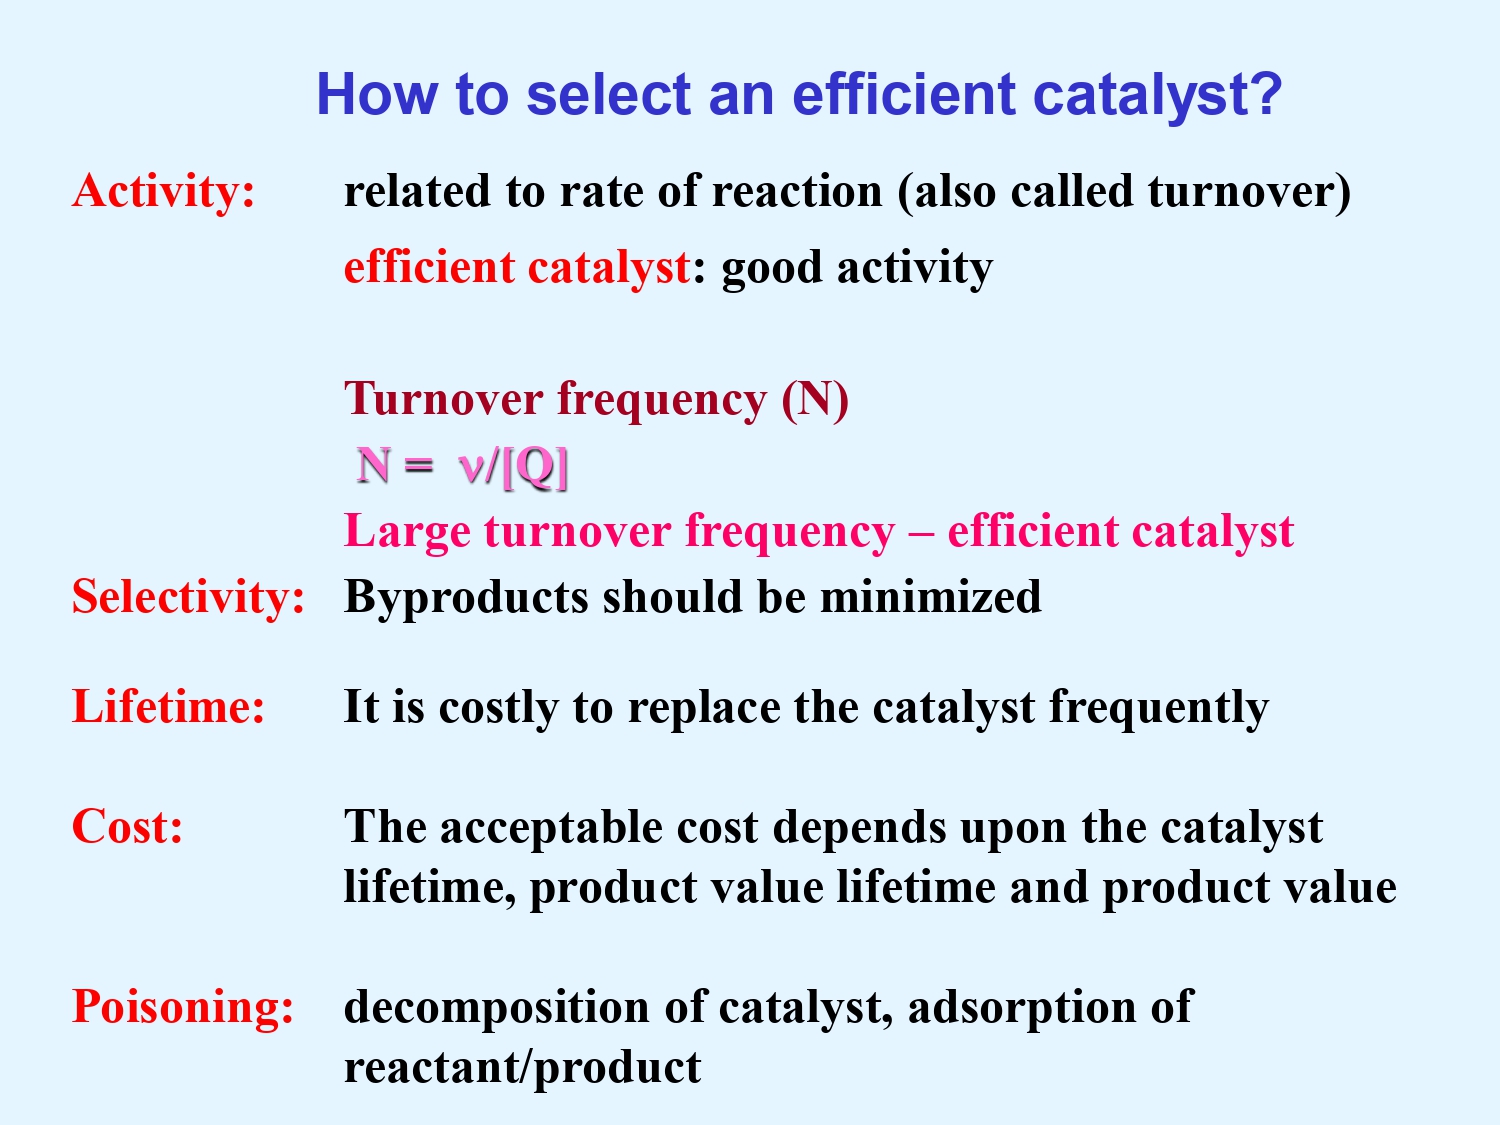 How to select an efficient catalyst?
Activity: related to rate of reaction (also called turnover)
efficient catalyst: good activity
Turnover frequency (N)
N = ν/[Q]
Large turnover frequency – efficient catalyst
Selectivity: Byproducts should be minimized
Lifetime: It is costly to replace the catalyst frequently
Cost: The acceptable cost depends upon the catalyst
lifetime, product value lifetime and product value
Poisoning: decomposition of catalyst, adsorption of
reactant/product